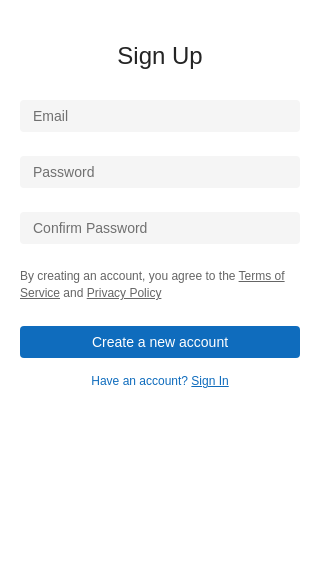 Sign Up
Email
Password
Confirm Password
By creating an account, you agree to the Terms of
Service and Privacy Policy
Create a new account
Have an account? Sign In